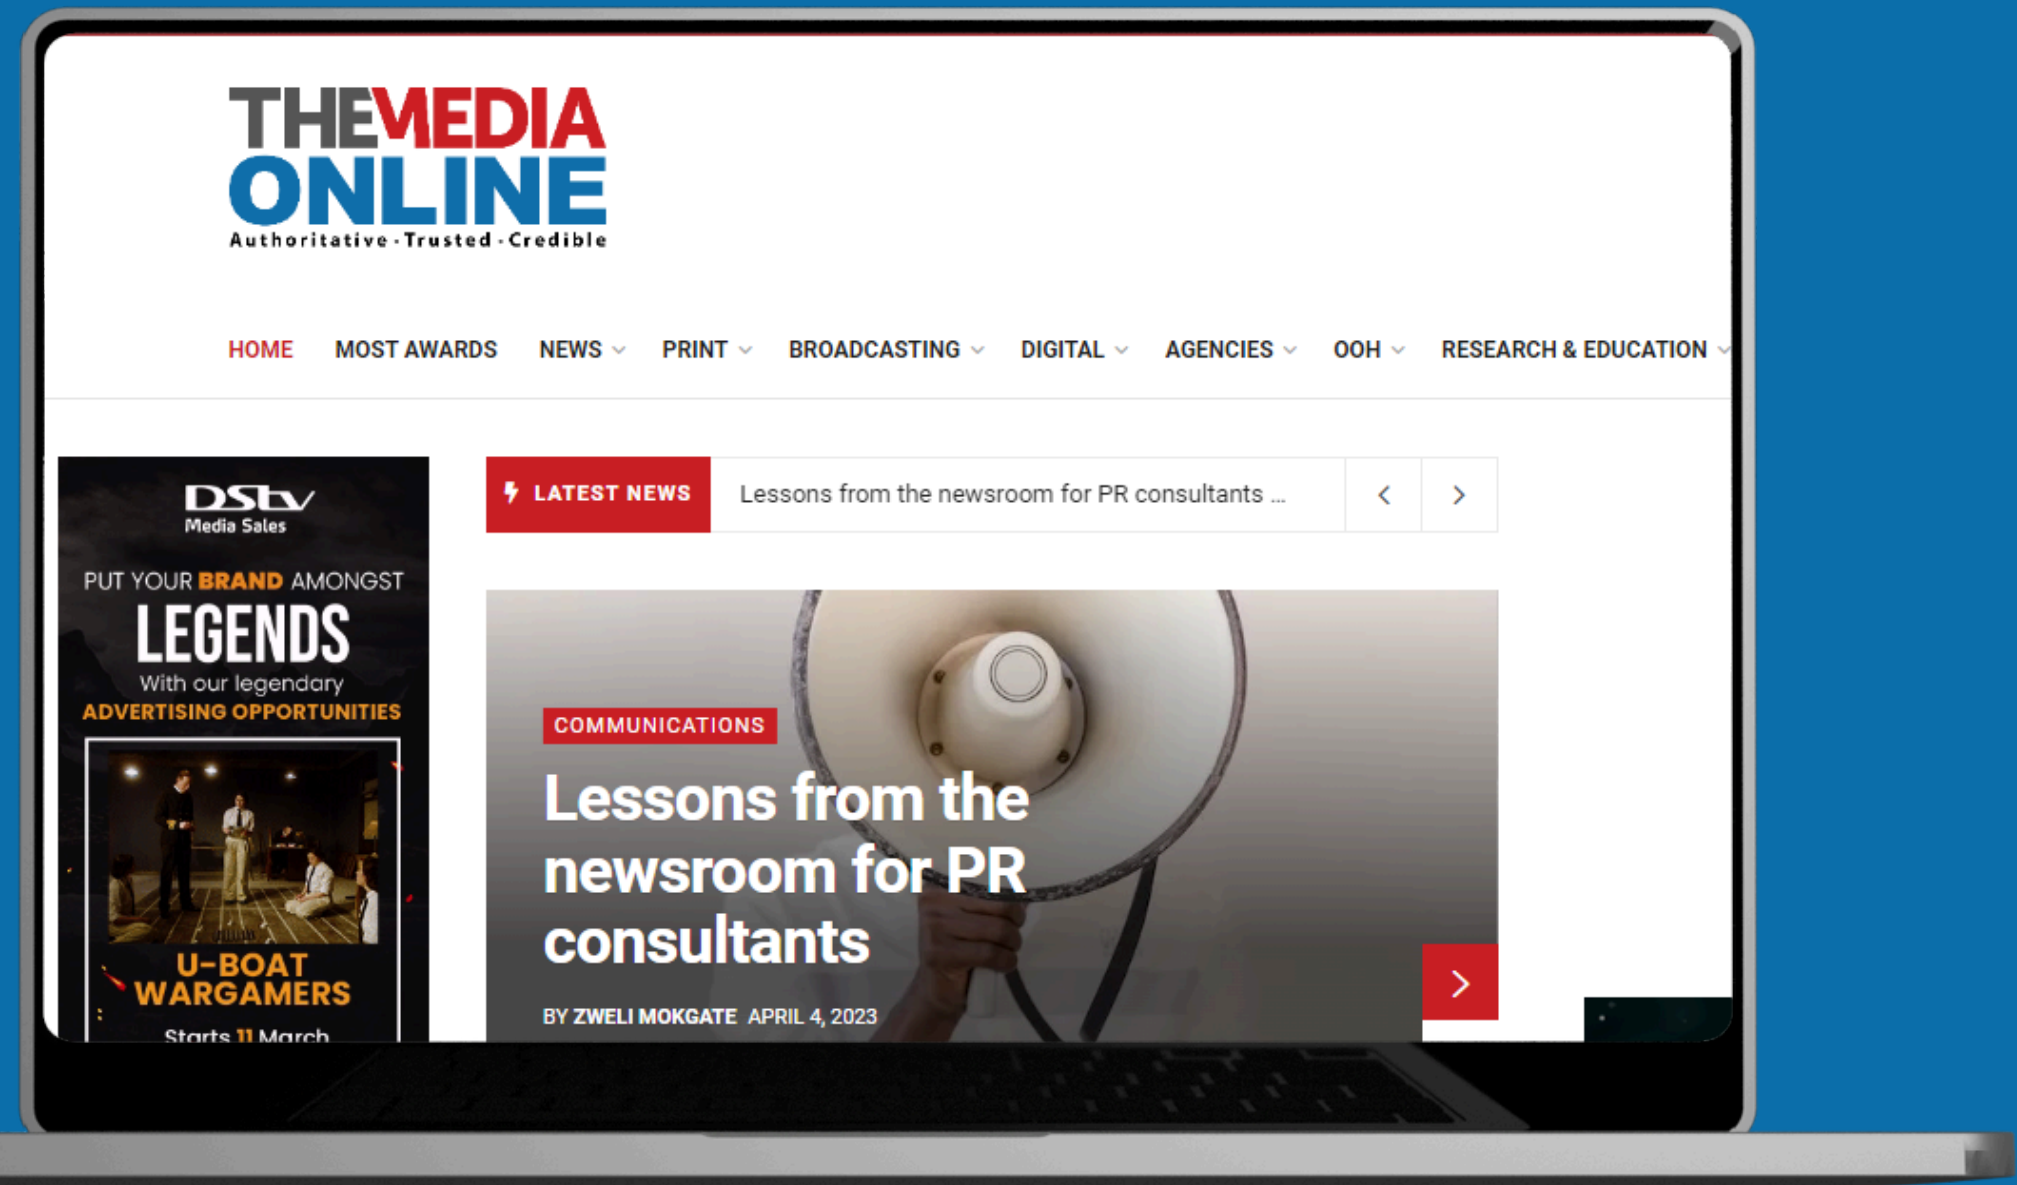 THEMEDIA
ONLINE
Authoritative · Trusted · Credible
HOME MOST AWARDS NEWS PRINT BROADCASTING DIGITAL AGENCIES OOH RESEARCH & EDUCATION
DStv
Media Sales
PUT YOUR BRAND AMONGST
LEGENDS
With our legendary
ADVERTISING OPPORTUNITIES
U-BOAT
WARGAMERS
Starts 11 March
LATEST NEWS Lessons from the newsroom for PR consultants ...
COMMUNICATIONS
Lessons from the
newsroom for PR
consultants
BY ZWELI MOKGATE APRIL 4, 2023